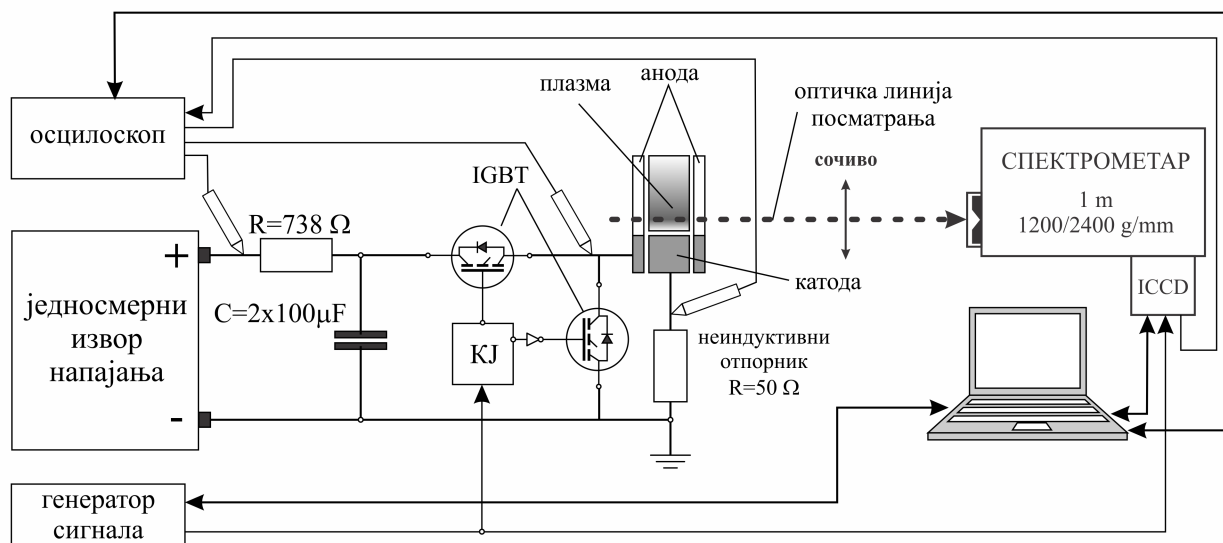 осцилоскоп
плазма
анода
оптичка линија
посматрања
сочиво
СПЕКТРОМЕТАР
1 m
1200/2400 g/mm
ICCD
IGBT
R=738 Ω
+
једносмерни
извор
напајања
-
C=2x100μF
КЈ
катода
неиндуктивни
отпорник
R=50 Ω
генератор
сигнала